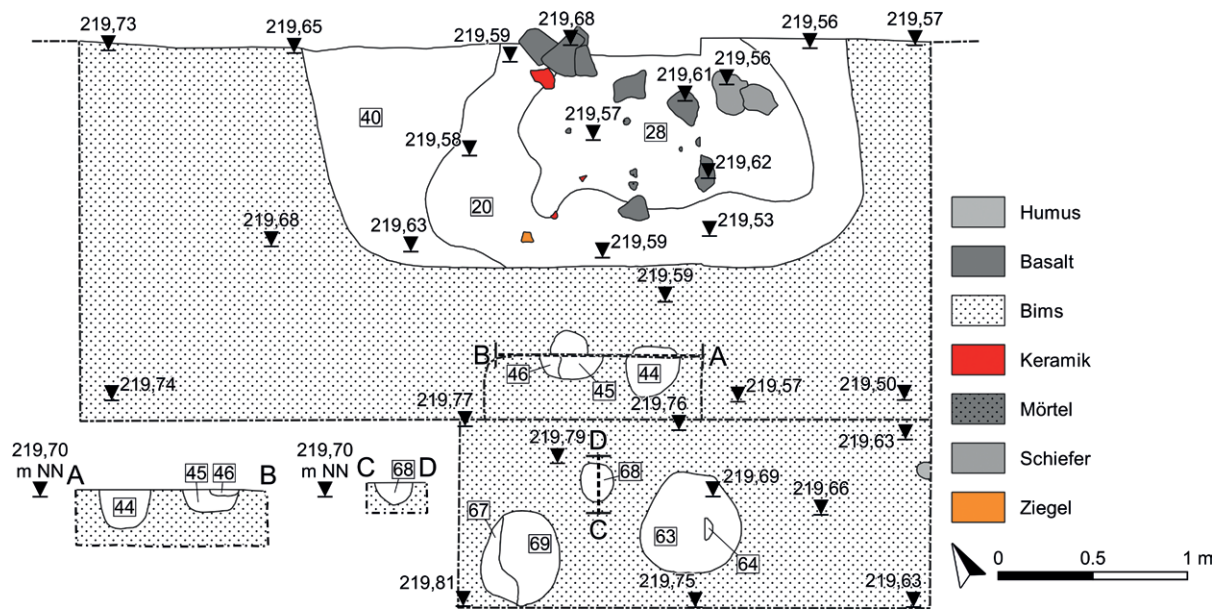 219,73
219,65
219,68
219,56
219,57
219,59
219,56
219,61
40
219,57
28
219,58
219,62
20
219,68
219,63
219,53
219,59
219,59
Humus
Basalt
Bims
Keramik
Mörtel
Schiefer
Ziegel
B
A
46
45
44
219,74
219,77
219,76
219,57
219,50
219,63
219,70
m NN
A
45
46
B
44
219,70
m NN
C
68
D
219,79
D
68
C
219,69
219,66
67
69
63
64
219,81
219,75
219,63
0
0.5
1 m